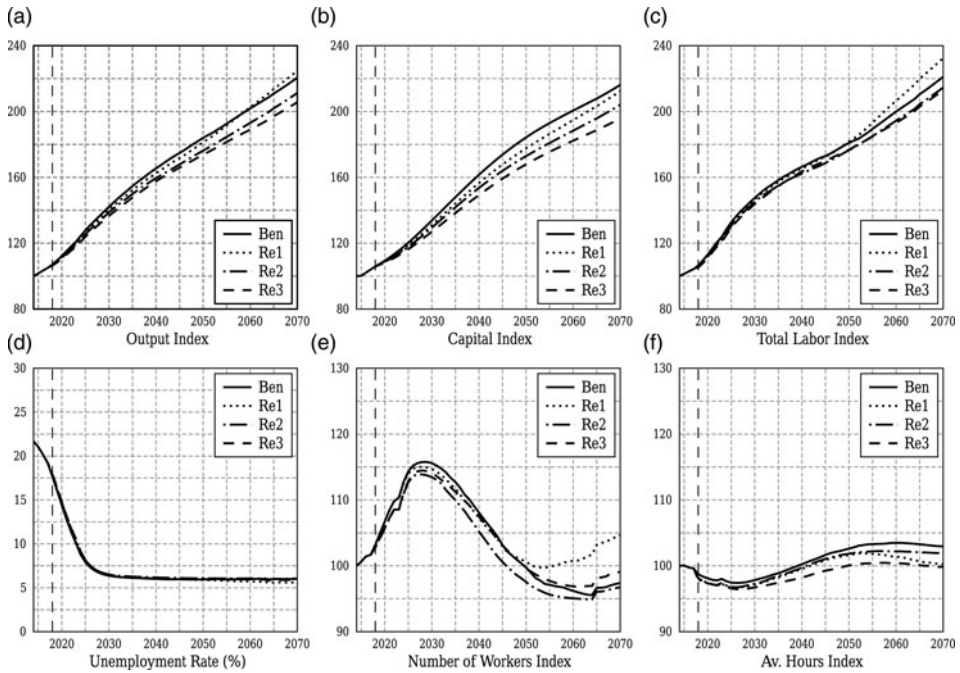 (a)
240
200
160
120
80
2020 2030 2040 2050 2060 2070
Output Index
Ben
Re1
Re2
Re3
(b)
240
200
160
120
80
2020 2030 2040 2050 2060 2070
Capital Index
Ben
Re1
Re2
Re3
(c)
240
200
160
120
80
2020 2030 2040 2050 2060 2070
Total Labor Index
Ben
Re1
Re2
Re3
(d)
30
25
20
15
10
5
0
2020 2030 2040 2050 2060 2070
Unemployment Rate (%)
Ben
Re1
Re2
Re3
(e)
130
120
110
100
90
2020 2030 2040 2050 2060 2070
Number of Workers Index
Ben
Re1
Re2
Re3
(f)
130
120
110
100
90
2020 2030 2040 2050 2060 2070
Av. Hours Index
Ben
Re1
Re2
Re3